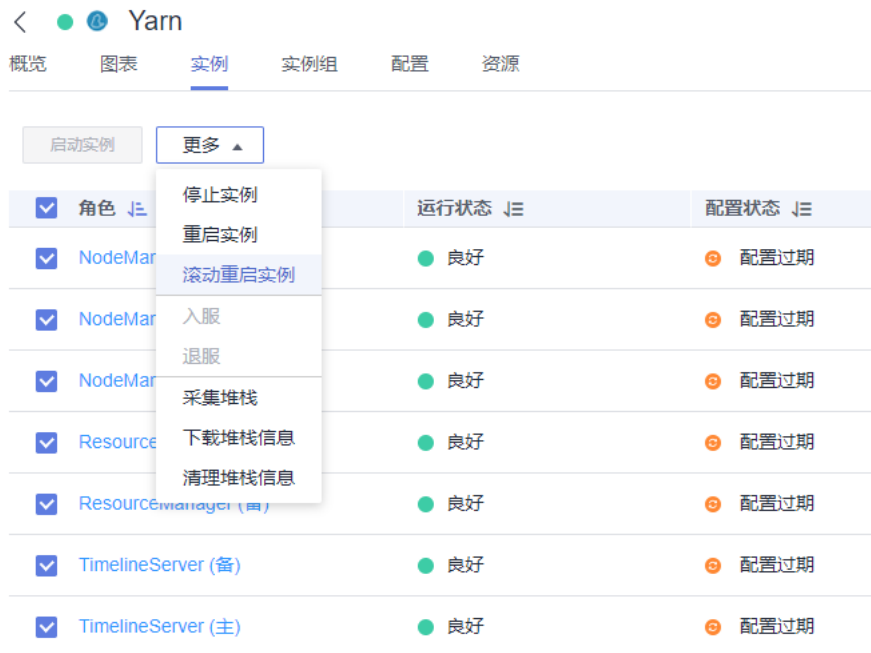 Yarn
概览 图表 实例 实例组 配置 资源
启动实例 更多
角色 运行状态 配置状态
停止实例
重启实例
滚动重启实例
入服
退服
采集堆栈
下载堆栈信息
清理堆栈信息
NodeMar 良好 配置过期
NodeMar 良好 配置过期
NodeMar 良好 配置过期
Resource 良好 配置过期
ResourceManager (备) 良好 配置过期
TimelineServer (备) 良好 配置过期
TimelineServer (主) 良好 配置过期